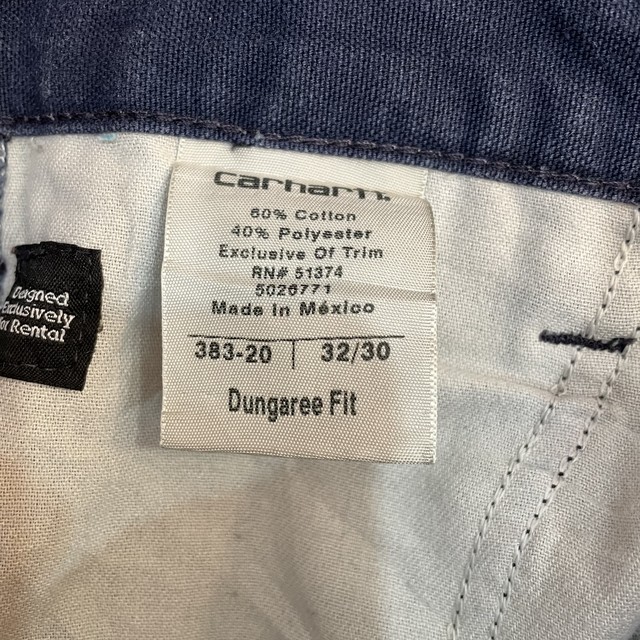 carhartt.
60% Cotton
40% Polyester
Exclusive Of Trim
RN# 51374
5026771
Made In México
383-20 | 32/30
Dungaree Fit
Designed
Exclusively
For Rental